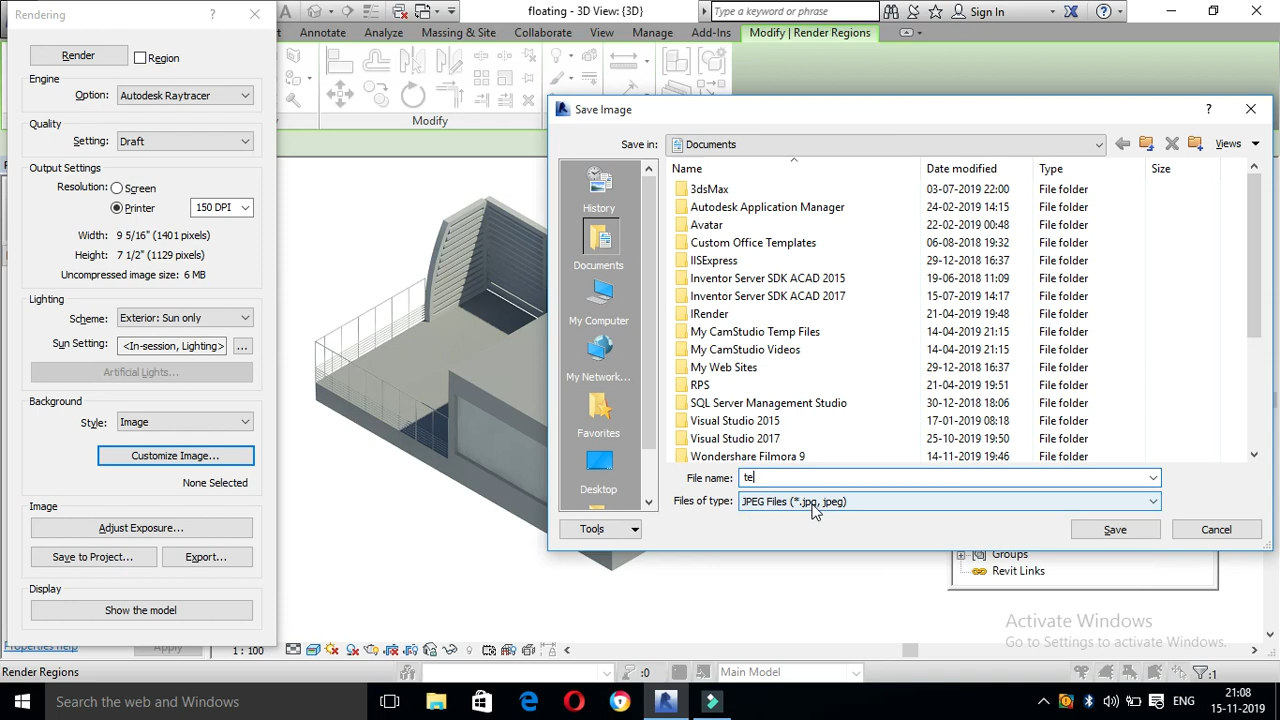 Rendering
?
floating - 3D View: {3D}
Type a keyword or phrase
Sign In
Annotate
Analyze
Massing & Site
Collaborate
View
Manage
Add-Ins
Modify | Render Regions
Modify
Render
Region
Engine
Option: Autodesk Raytracer
Quality
Setting: Draft
Output Settings
Resolution: Screen
Printer 150 DPI
Width: 9 5/16" (1401 pixels)
Height: 7 1/2" (1129 pixels)
Uncompressed image size: 6 MB
Lighting
Scheme: Exterior: Sun only
Sun Setting: <In-session, Lighting> ...
Artificial Lights...
Background
Style: Image
Customize Image...
None Selected
Image
Adjust Exposure...
Save to Project...
Export...
Display
Show the model
Properties help
Apply
Save Image
?
Save in: Documents
Views
Name Date modified Type Size
3dsMax 03-07-2019 22:00 File folder
Autodesk Application Manager 24-02-2019 14:15 File folder
Avatar 22-02-2019 00:48 File folder
Custom Office Templates 06-08-2018 19:32 File folder
IISExpress 29-12-2018 16:37 File folder
Inventor Server SDK ACAD 2015 19-06-2018 11:09 File folder
Inventor Server SDK ACAD 2017 15-07-2019 14:17 File folder
IRender 21-04-2019 19:48 File folder
My CamStudio Temp Files 14-04-2019 21:15 File folder
My CamStudio Videos 14-04-2019 21:15 File folder
My Web Sites 29-12-2018 16:37 File folder
RPS 21-04-2019 19:51 File folder
SQL Server Management Studio 30-12-2018 18:06 File folder
Visual Studio 2015 17-01-2019 08:18 File folder
Visual Studio 2017 25-10-2019 19:50 File folder
Wondershare Filmora 9 14-11-2019 19:46 File folder
History
Documents
My Computer
My Network...
Favorites
Desktop
File name: te
Files of type: JPEG Files (*.jpg, jpeg)
Tools
Save
Cancel
Groups
Revit Links
Activate Windows
Go to Settings to activate Windows.
1 : 100
Render Regions
:0
Main Model
:1
Search the web and Windows
ENG
21:08
15-11-2019